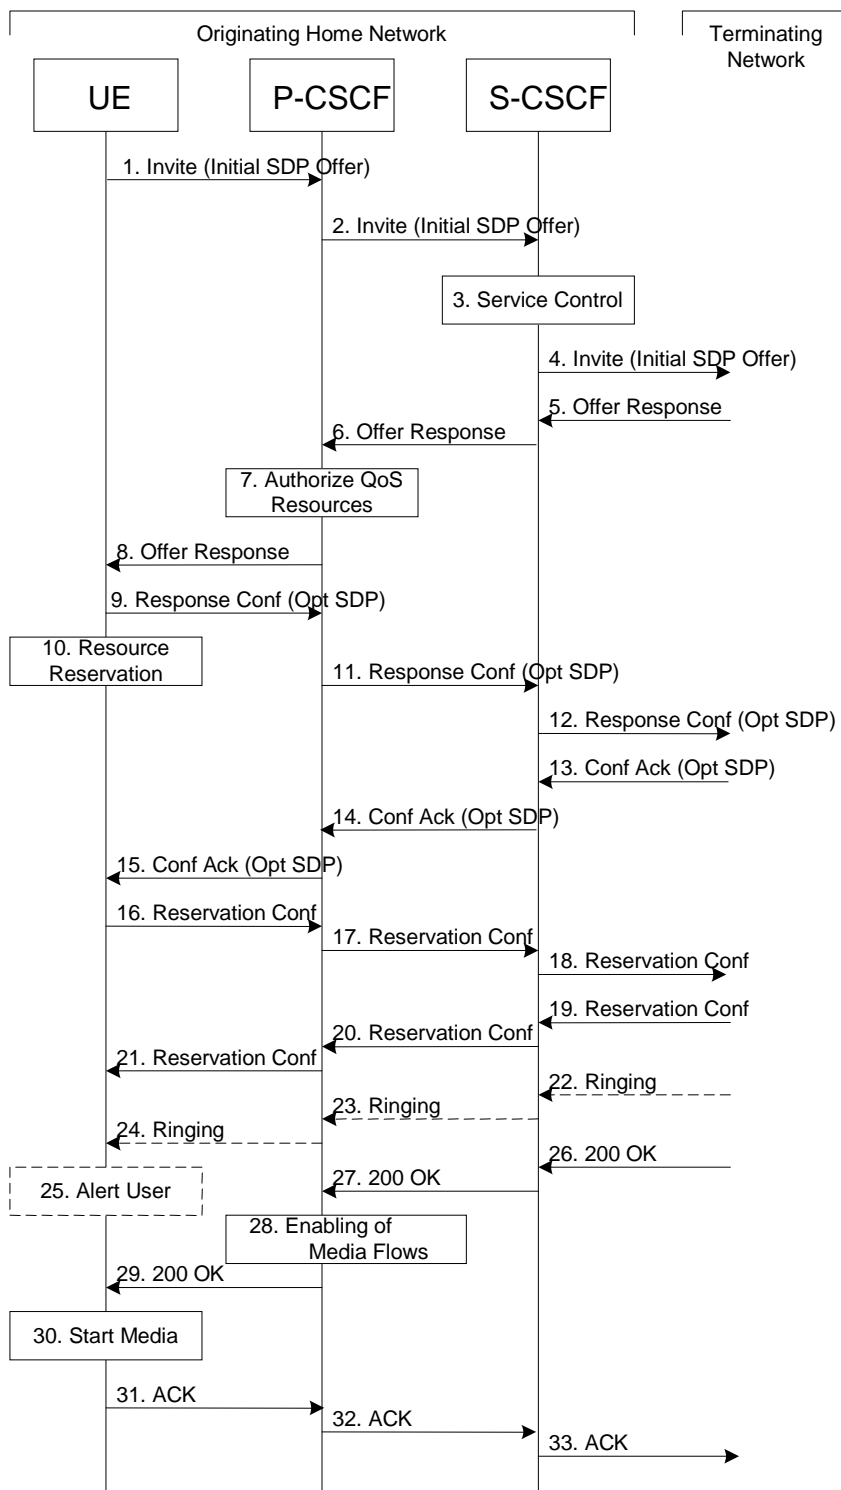 Originating Home Network
Terminating
Network
UE
P-CSCF
S-CSCF
1. Invite (Initial SDP Offer)
2. Invite (Initial SDP Offer)
3. Service Control
4. Invite (Initial SDP Offer)
5. Offer Response
6. Offer Response
7. Authorize QoS
Resources
8. Offer Response
9. Response Conf (Opt SDP)
10. Resource
Reservation
11. Response Conf (Opt SDP)
12. Response Conf (Opt SDP)
13. Conf Ack (Opt SDP)
14. Conf Ack (Opt SDP)
15. Conf Ack (Opt SDP)
16. Reservation Conf
17. Reservation Conf
18. Reservation Conf
19. Reservation Conf
20. Reservation Conf
21. Reservation Conf
22. Ringing
23. Ringing
24. Ringing
25. Alert User
26. 200 OK
27. 200 OK
28. Enabling of
Media Flows
29. 200 OK
30. Start Media
31. ACK
32. ACK
33. ACK